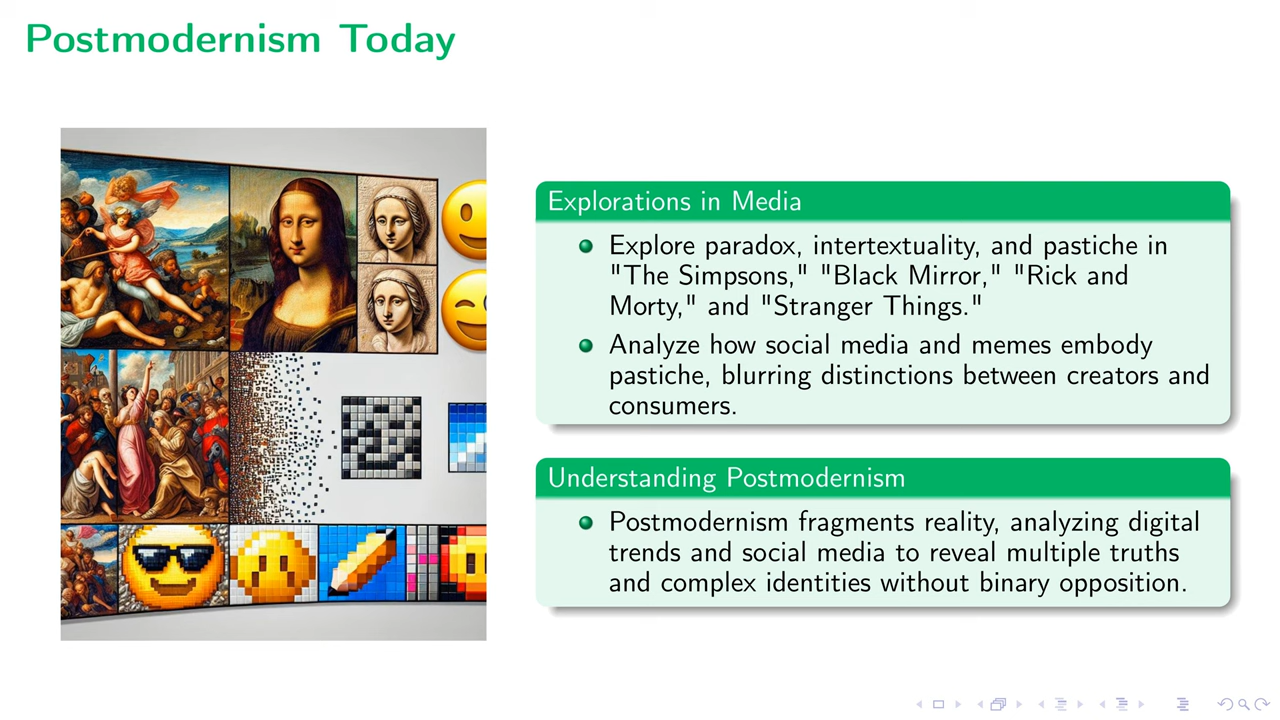 Postmodernism Today
Explorations in Media
Explore paradox, intertextuality, and pastiche in
"The Simpsons," "Black Mirror," "Rick and
Morty," and "Stranger Things."
Analyze how social media and memes embody
pastiche, blurring distinctions between creators and
consumers.
Understanding Postmodernism
Postmodernism fragments reality, analyzing digital
trends and social media to reveal multiple truths
and complex identities without binary opposition.